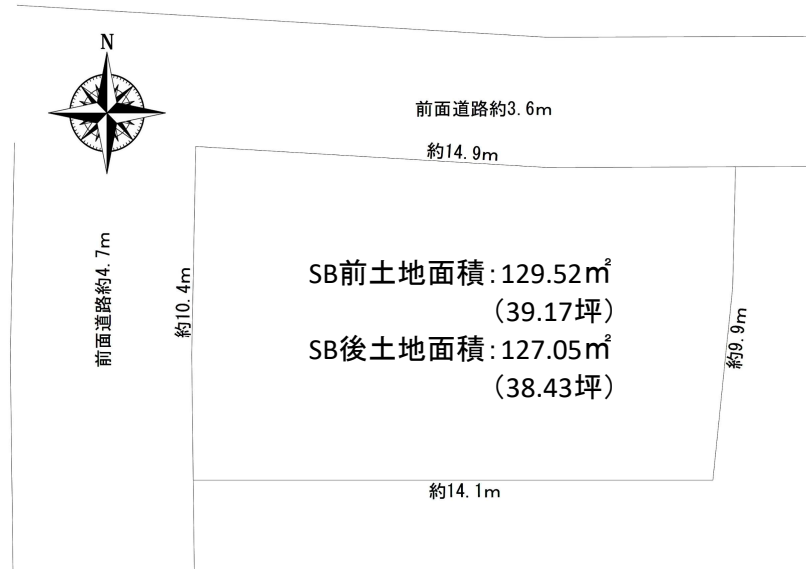 N
前面道路約3.6m
約14.9m
前面道路約4.7m
約10.4m
SB前土地面積：129.52㎡
（39.17坪）
SB後土地面積：127.05㎡
（38.43坪）
約9.9m
約14.1m